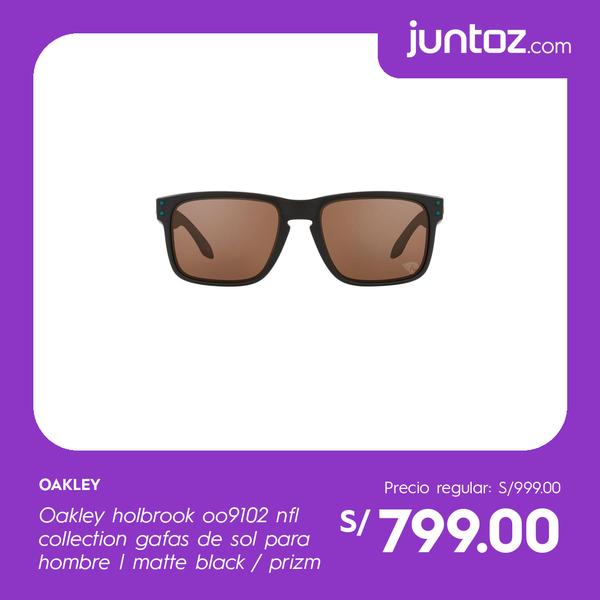 juntoz.com
OAKLEY
Oakley holbrook oo9102 nfl
collection gafas de sol para
hombre | matte black / prizm
Precio regular: S/999.00
S/799.00